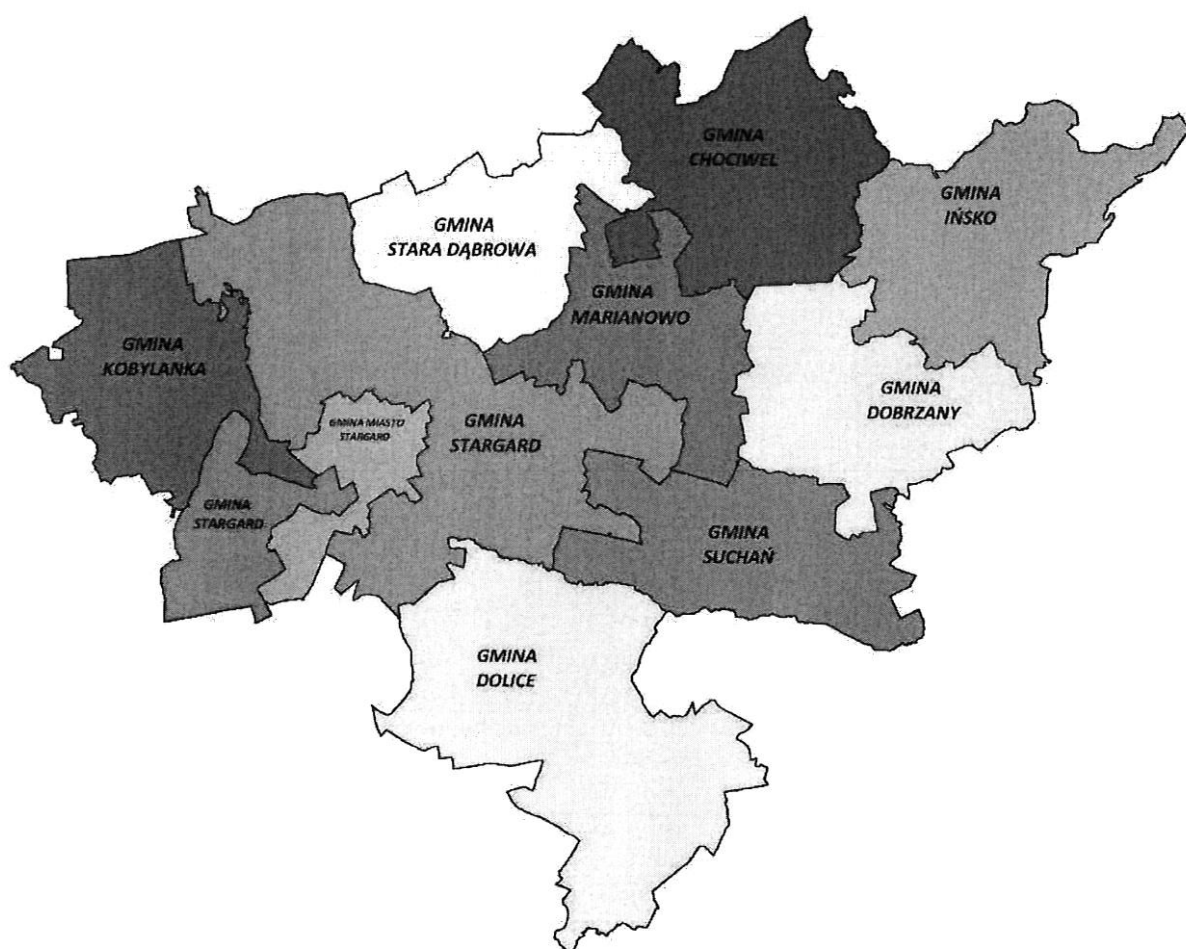 GMINA
CHOCIWEL
GMINA
IŃSKO
GMINA
STARA DĄBROWA
GMINA
MARIANOWO
GMINA
KOBYLANKA
GMINA
DOBRZANY
GMINA MIASTO
STARGARD
GMINA
STARGARD
GMINA
STARGARD
GMINA
SUCHAŃ
GMINA
DOLICE